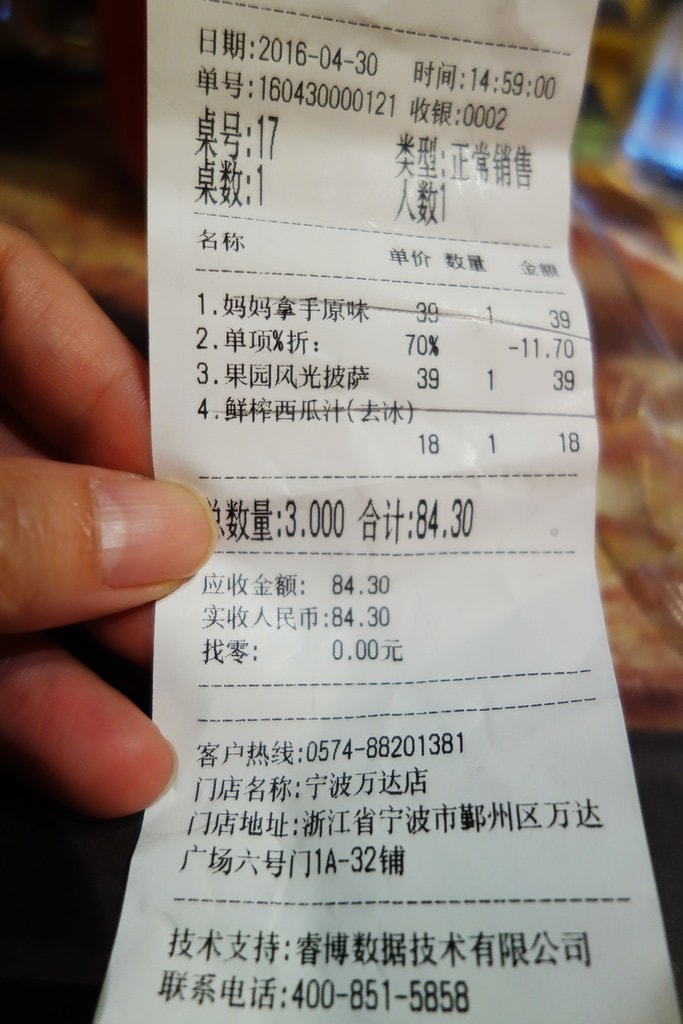 日期:2016-04-30 时间:14:59:00
单号:160430000121 收银:0002
桌号:17 类型:正常销售
桌数:1 人数1
名称 单价 数量 金额
1.妈妈拿手原味 39 1 39
2.单项%折: 70% -11.70
3.果园风光披萨 39 1 39
4.鲜榨西瓜汁(去冰)
18 1 18
总数量:3.000 合计:84.30
应收金额: 84.30
实收人民币:84.30
找零: 0.00元
客户热线:0574-88201381
门店名称:宁波万达店
门店地址:浙江省宁波市鄞州区万达
广场六号门1A-32铺
技术支持:睿博数据技术有限公司
联系电话:400-851-5858